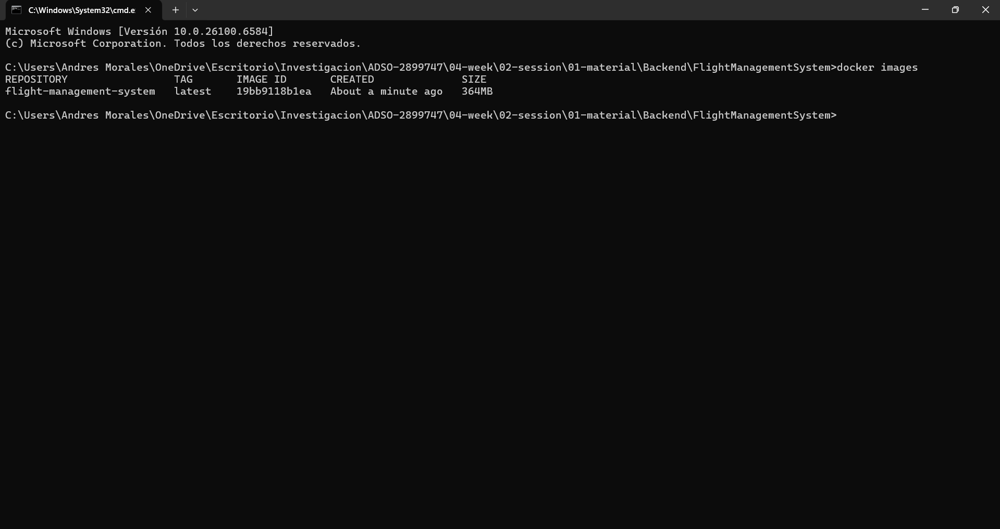 C:\Windows\System32\cmd.e
Microsoft Windows [Versión 10.0.26100.6584]
(c) Microsoft Corporation. Todos los derechos reservados.
C:\Users\Andres Morales\OneDrive\Escritorio\Investigacion\ADSO-2899747\04-week\02-session\01-material\Backend\FlightManagementSystem>docker images
REPOSITORY                 TAG       IMAGE ID       CREATED              SIZE
flight-management-system   latest    19bb9118b1ea   About a minute ago   364MB
C:\Users\Andres Morales\OneDrive\Escritorio\Investigacion\ADSO-2899747\04-week\02-session\01-material\Backend\FlightManagementSystem>